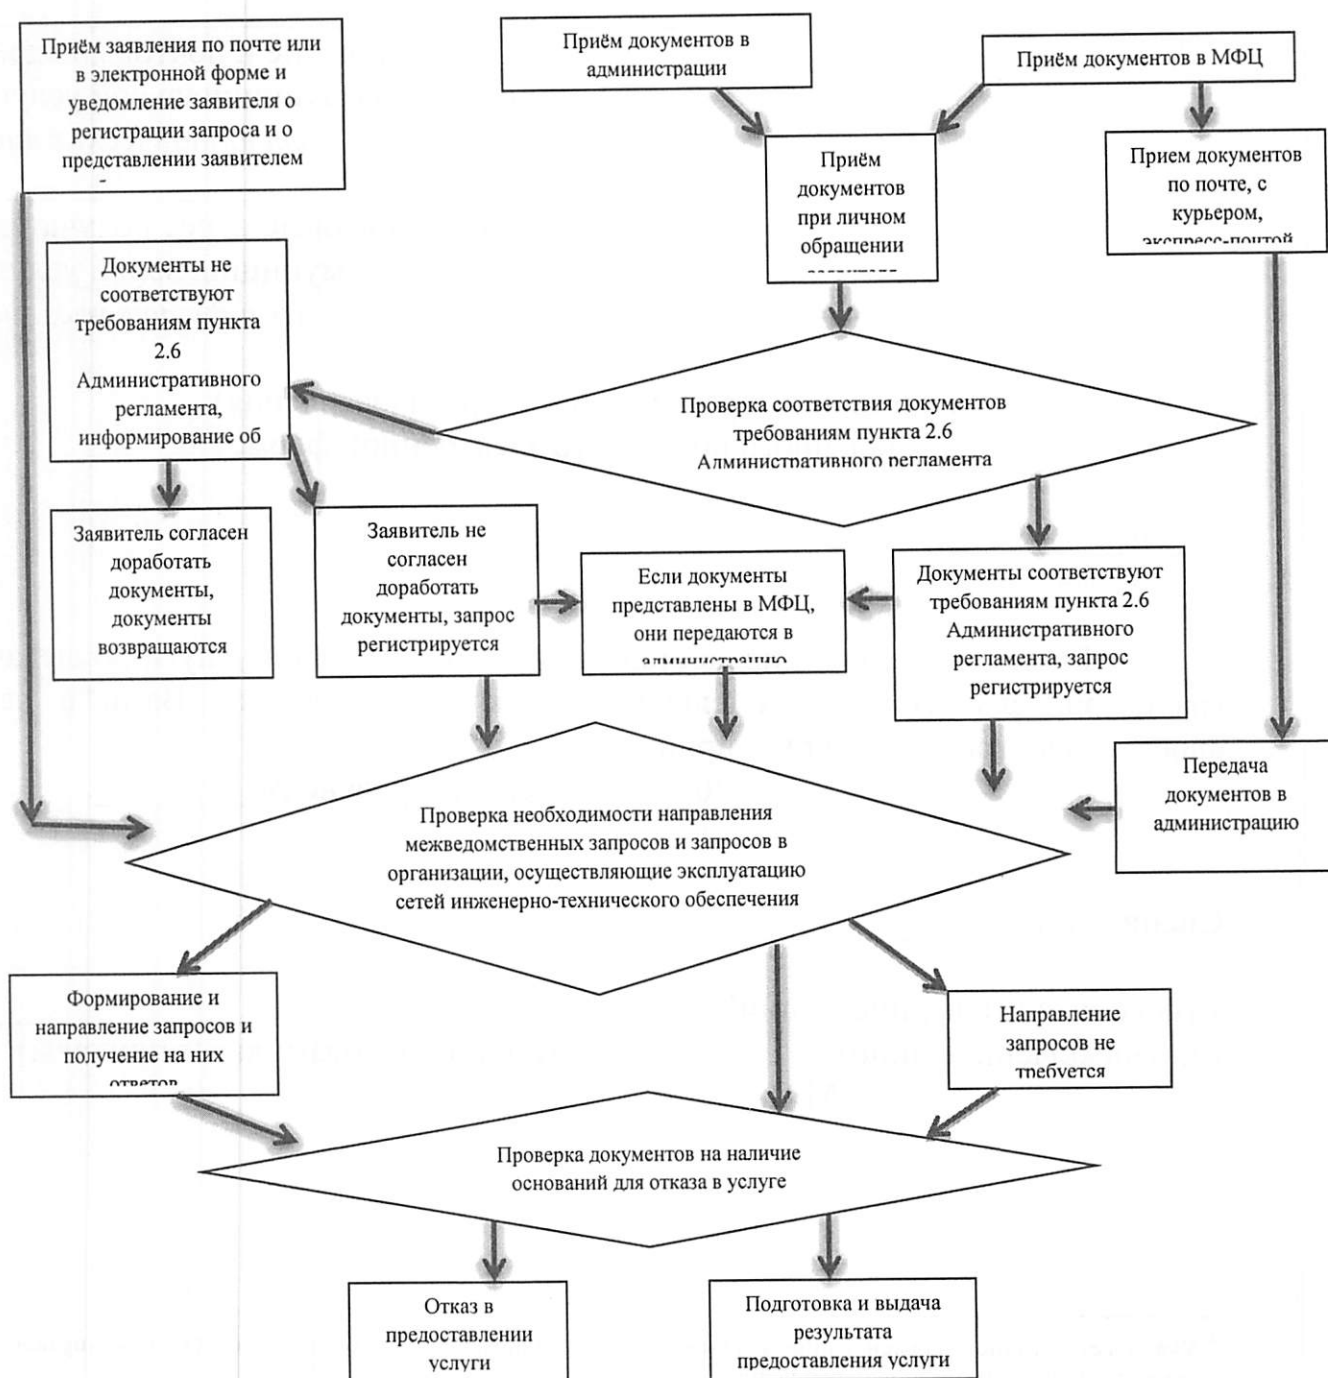 Приём заявления по почте или
в электронной форме и
уведомление заявителя о
регистрации запроса и о
представлении заявителем
Приём документов в
администрации
Приём документов в МФЦ
Приём
документов
при личном
обращении
Прием документов
по почте, с
курьером,
экспресс-почтой
Документы не
соответствуют
требованиям пункта
2.6
Административного
регламента,
информирование об
Проверка соответствия документов
требованиям пункта 2.6
Административного регламента
Заявитель согласен
доработать
документы,
документы
возвращаются
Заявитель не
согласен
доработать
документы, запрос
регистрируется
Если документы
представлены в МФЦ,
они передаются в
администрацию
Документы соответствуют
требованиям пункта 2.6
Административного
регламента, запрос
регистрируется
Передача
документов в
администрацию
Проверка необходимости направления
межведомственных запросов и запросов в
организации, осуществляющие эксплуатацию
сетей инженерно-технического обеспечения
Формирование и
направление запросов и
получение на них
ответов
Направление
запросов не
требуется
Проверка документов на наличие
оснований для отказа в услуге
Отказ в
предоставлении
услуги
Подготовка и выдача
результата
предоставления услуги